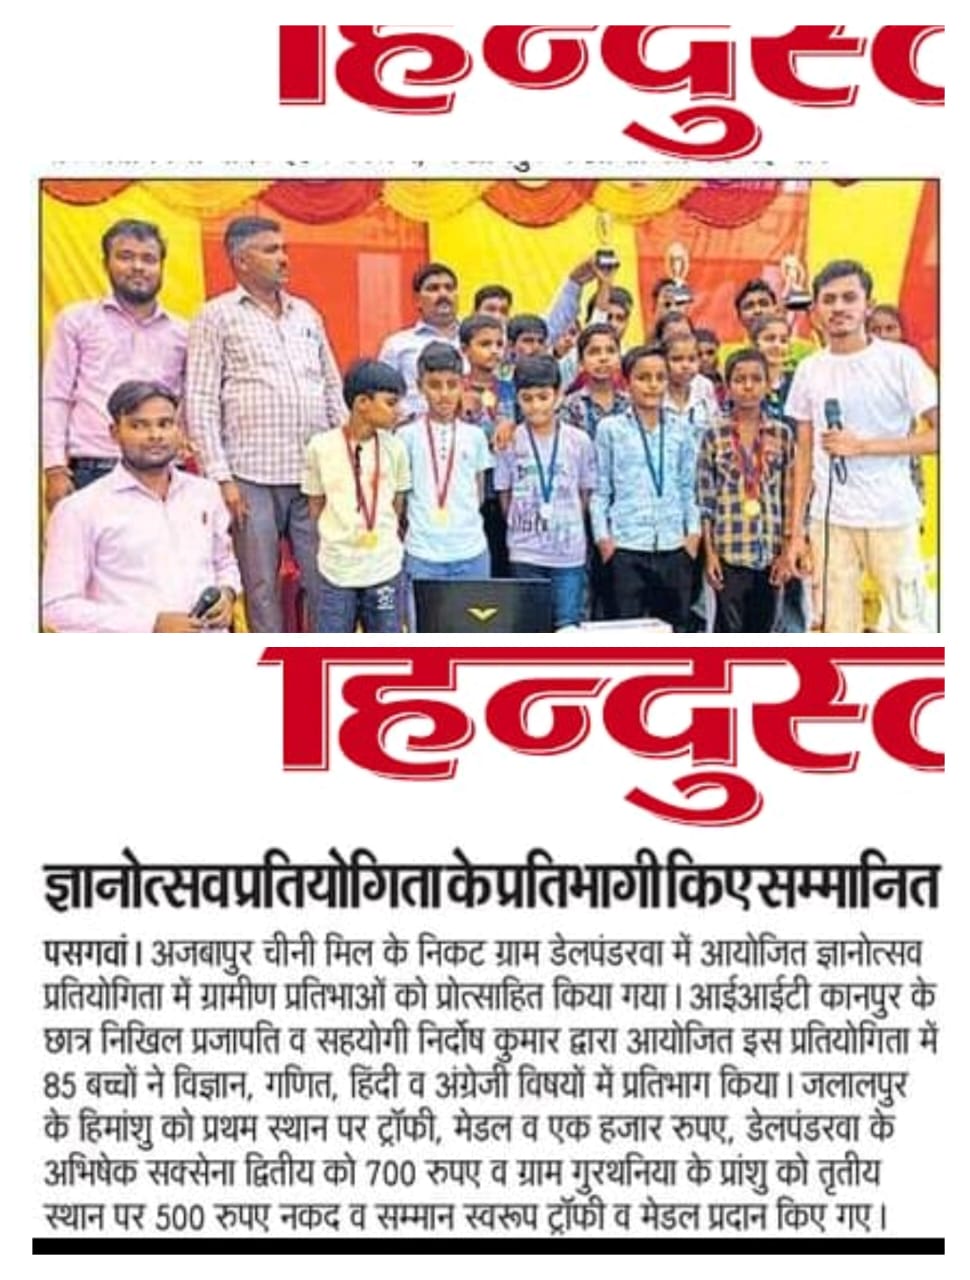 हिन्दुस्त
हिन्दुस्त
ज्ञानोत्सव प्रतियोगिता के प्रतिभागी किए सम्मानित
पसगवां। अजबापुर चीनी मिल के निकट ग्राम डेलपंडरवा में आयोजित ज्ञानोत्सव
प्रतियोगिता में ग्रामीण प्रतिभाओं को प्रोत्साहित किया गया। आईआईटी कानपुर के
छात्र निखिल प्रजापति व सहयोगी निर्दोष कुमार द्वारा आयोजित इस प्रतियोगिता में
85 बच्चों ने विज्ञान, गणित, हिंदी व अंग्रेजी विषयों में प्रतिभाग किया। जलालपुर
के हिमांशु को प्रथम स्थान पर ट्रॉफी, मेडल व एक हजार रुपए, डेलपंडरवा के
अभिषेक सक्सेना द्वितीय को 700 रुपए व ग्राम गुरथनिया के प्रांशु को तृतीय
स्थान पर 500 रुपए नकद व सम्मान स्वरूप ट्रॉफी व मेडल प्रदान किए गए।